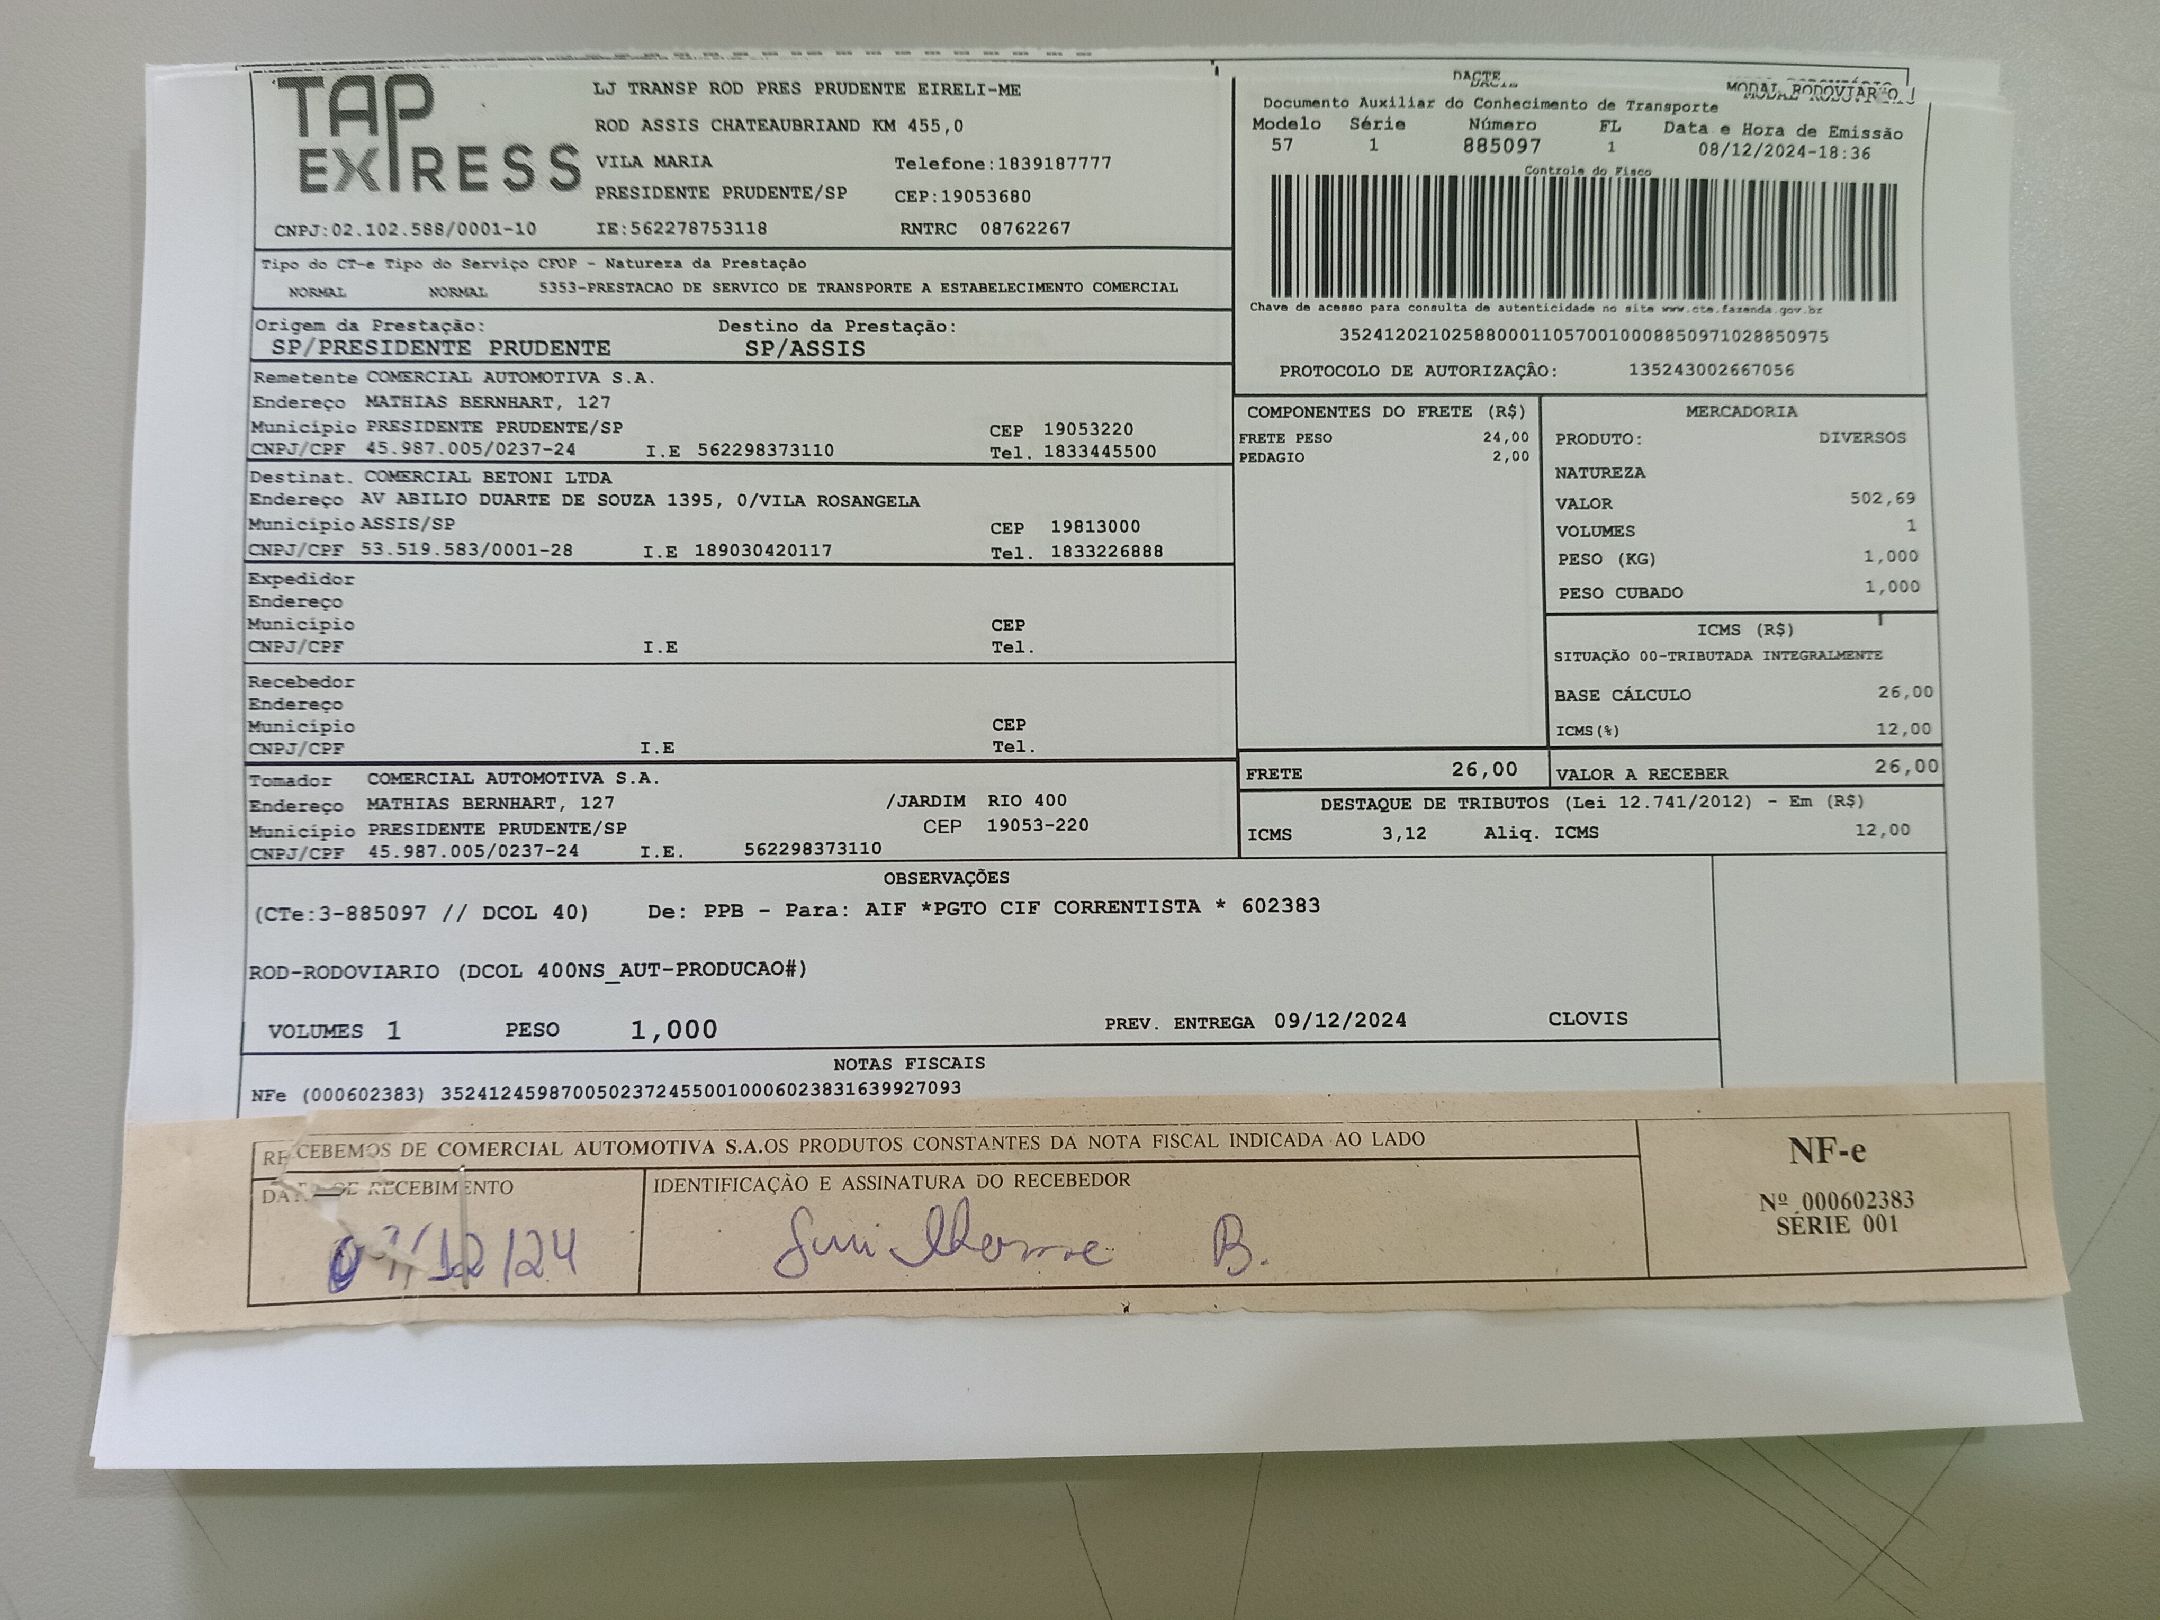 TAP
EXPRESS
LJ TRANSP ROD PRES PRUDENTE EIRELI-ME
ROD ASSIS CHATEAUBRIAND KM 455,0
VILA MARIA Telefone:1839187777
PRESIDENTE PRUDENTE/SP CEP:19053680
CNPJ:02.102.588/0001-10 IE:562278753118 RNTRC 08762267
DACTE MODAL RODOVIÁRIO
Documento Auxiliar do Conhecimento de Transporte
Modelo Série Número FL Data e Hora de Emissão
57 1 885097 1 08/12/2024-18:36
Controle do Fisco
Chave de acesso para consulta de autenticidade no site www.cte.fazenda.gov.br
35241202102588000110570010008850971028850975
PROTOCOLO DE AUTORIZAÇÂO: 135243002667056
Tipo do CT-e Tipo do Serviço CFOP - Natureza da Prestação
NORMAL NORMAL 5353-PRESTACAO DE SERVICO DE TRANSPORTE A ESTABELECIMENTO COMERCIAL
Origem da Prestação: Destino da Prestação:
SP/PRESIDENTE PRUDENTE SP/ASSIS
Remetente COMERCIAL AUTOMOTIVA S.A.
Endereço MATHIAS BERNHART, 127
Município PRESIDENTE PRUDENTE/SP CEP 19053220
CNPJ/CPF 45.987.005/0237-24 I.E 562298373110 Tel. 1833445500
Destinat. COMERCIAL BETONI LTDA
Endereço AV ABILIO DUARTE DE SOUZA 1395, 0/VILA ROSANGELA
Município ASSIS/SP CEP 19813000
CNPJ/CPF 53.519.583/0001-28 I.E 189030420117 Tel. 1833226888
Expedidor
Endereço
Município CEP
CNPJ/CPF I.E Tel.
Recebedor
Endereço
Município CEP
CNPJ/CPF I.E Tel.
Tomador COMERCIAL AUTOMOTIVA S.A.
Endereço MATHIAS BERNHART, 127 /JARDIM RIO 400
Município PRESIDENTE PRUDENTE/SP CEP 19053-220
CNPJ/CPF 45.987.005/0237-24 I.E. 562298373110
COMPONENTES DO FRETE (R$)
FRETE PESO 24,00
PEDAGIO 2,00
MERCADORIA
PRODUTO: DIVERSOS
NATUREZA
VALOR 502,69
VOLUMES 1
PESO (KG) 1,000
PESO CUBADO 1,000
ICMS (R$)
SITUAÇÃO 00-TRIBUTADA INTEGRALMENTE
BASE CÁLCULO 26,00
ICMS(%) 12,00
FRETE 26,00 VALOR A RECEBER 26,00
DESTAQUE DE TRIBUTOS (Lei 12.741/2012) - Em (R$)
ICMS 3,12 Aliq. ICMS 12,00
OBSERVAÇÕES
(CTe:3-885097 // DCOL 40) De: PPB - Para: AIF *PGTO CIF CORRENTISTA * 602383
ROD-RODOVIARIO (DCOL 400NS_AUT-PRODUCAO#)
VOLUMES 1 PESO 1,000 PREV. ENTREGA 09/12/2024 CLOVIS
NOTAS FISCAIS
NFe (000602383) 35241245987005023724550010006023831639927093
RECEBEMOS DE COMERCIAL AUTOMOTIVA S.A.OS PRODUTOS CONSTANTES DA NOTA FISCAL INDICADA AO LADO
DATA DE RECEBIMENTO IDENTIFICAÇÃO E ASSINATURA DO RECEBEDOR
/12/24 Guilherme B.
NF-e
Nº 000602383
SÉRIE 001